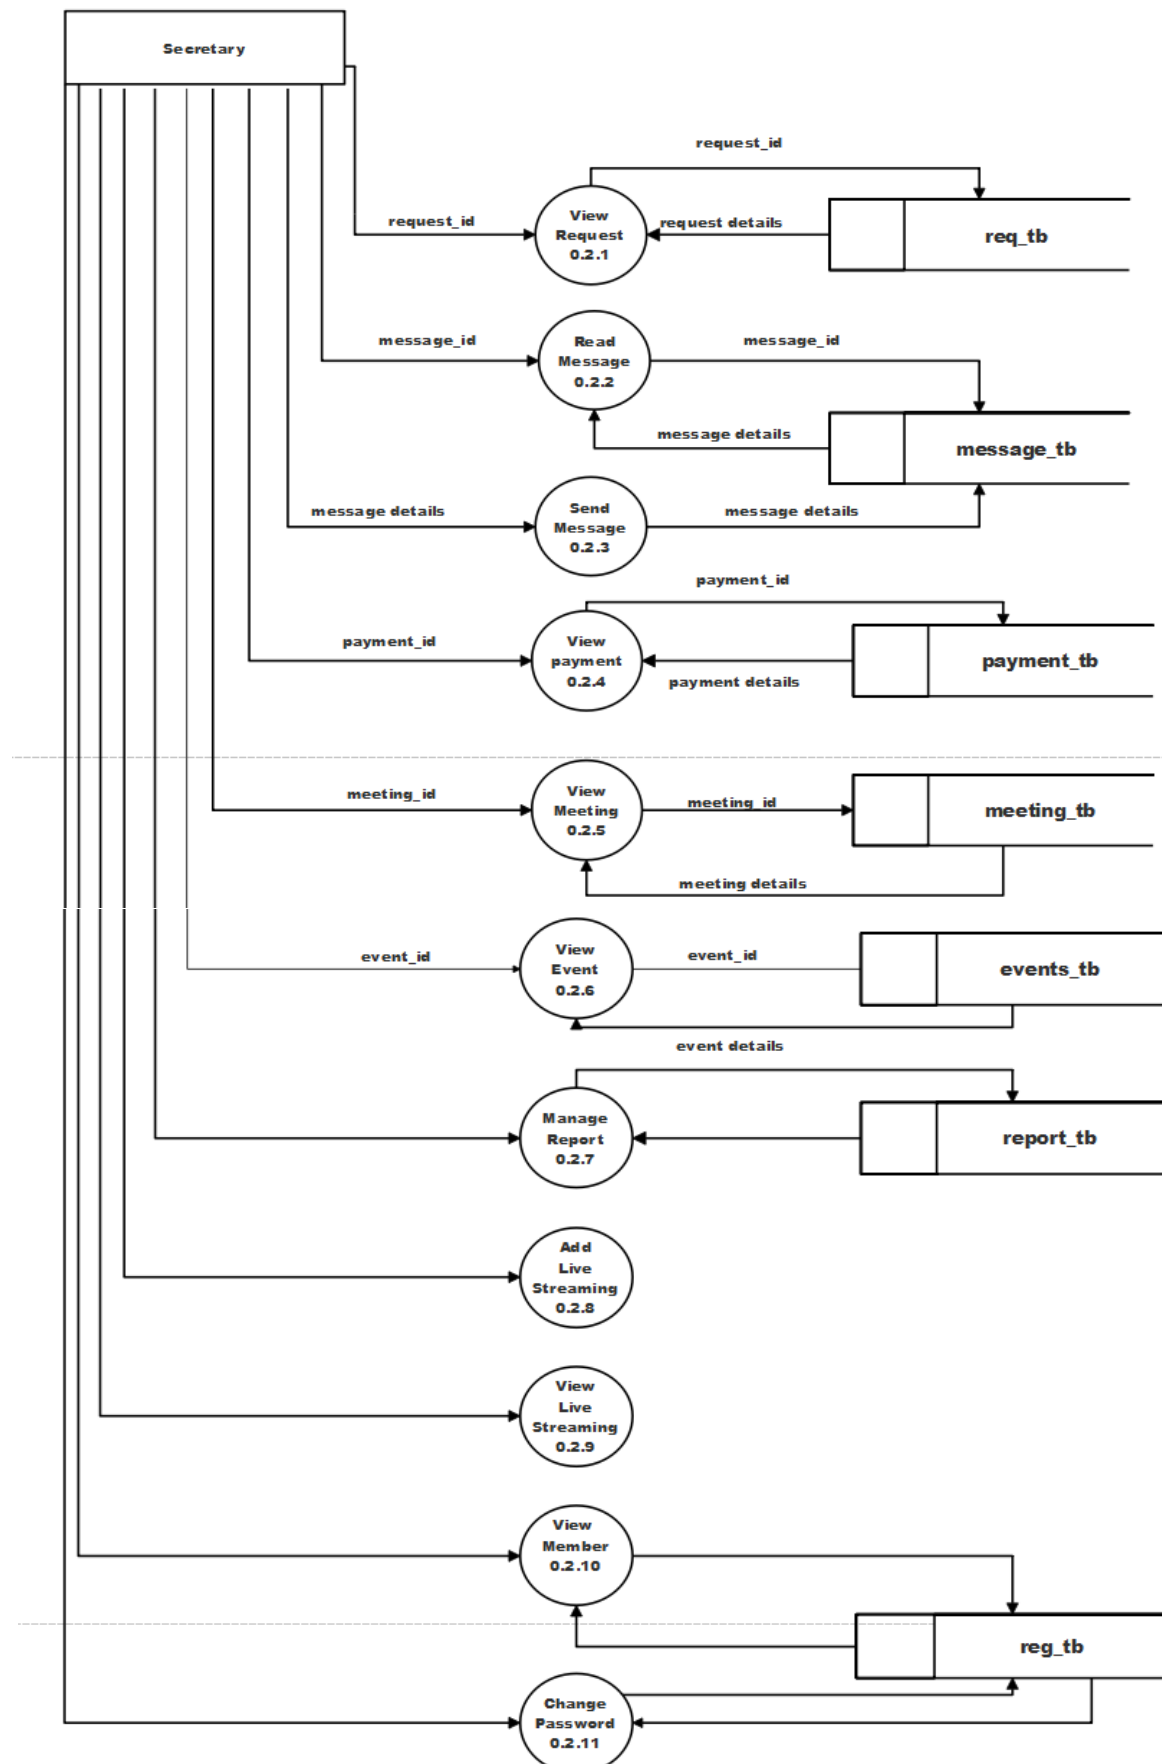 Secretary
request_id
request_id
View
Request
0.2.1
request details
req_tb
message_id
Read
Message
0.2.2
message_id
message details
message_tb
message details
Send
Message
0.2.3
message details
payment_id
payment_id
View
payment
0.2.4
payment details
payment_tb
meeting_id
View
Meeting
0.2.5
meeting_id
meeting_tb
meeting details
event_id
View
Event
0.2.6
event_id
events_tb
event details
Manage
Report
0.2.7
report_tb
Add
Live
Streaming
0.2.8
View
Live
Streaming
0.2.9
View
Member
0.2.10
reg_tb
Change
Password
0.2.11